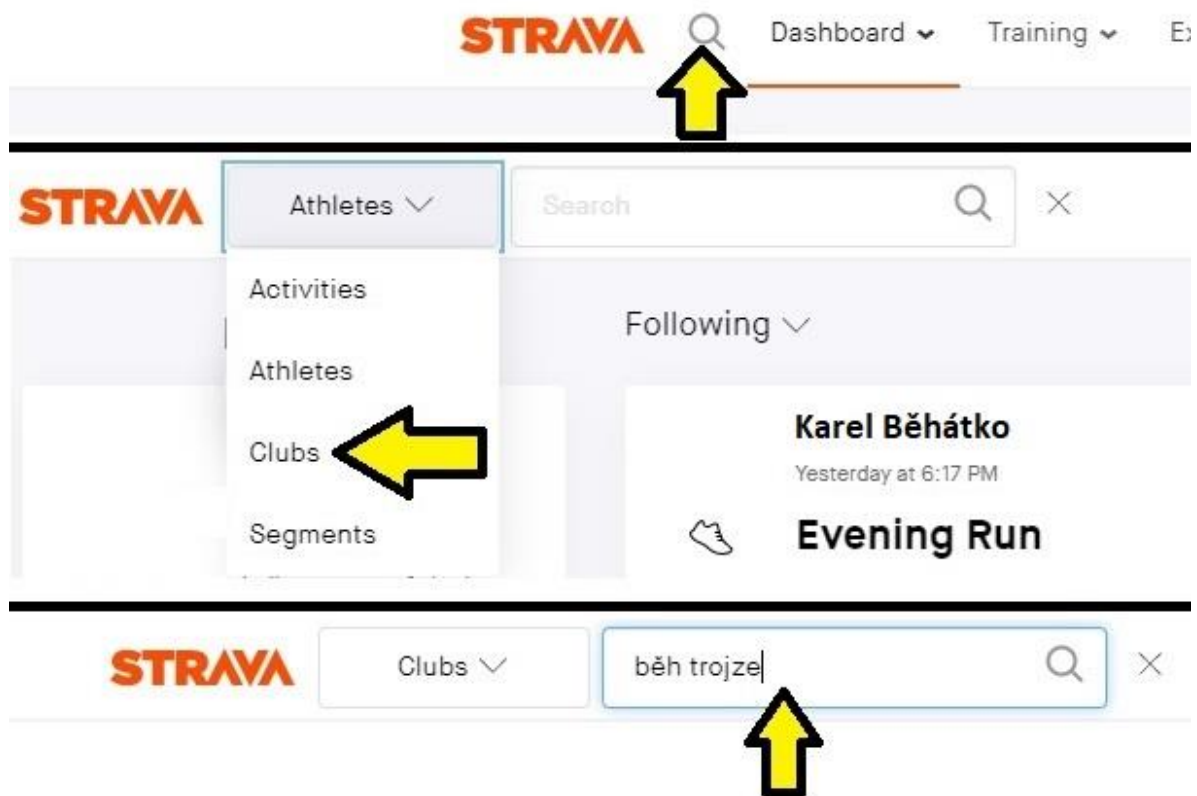 STRAVA Dashboard Training Ex
STRAVA Athletes Search
Activities
Following
Athletes
Karel Běhátko
Clubs
Yesterday at 6:17 PM
Segments
Evening Run
STRAVA Clubs běh trojze